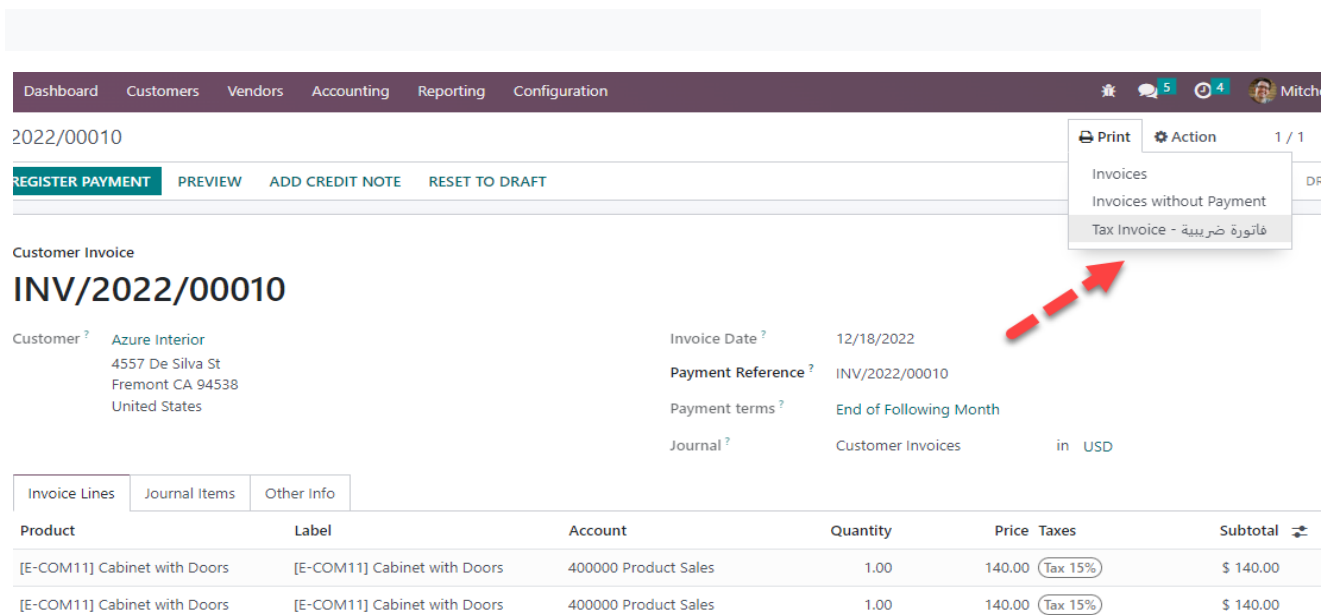 Dashboard Customers Vendors Accounting Reporting Configuration 5 4 Mitch
2022/00010 Print Action 1 / 1
REGISTER PAYMENT PREVIEW ADD CREDIT NOTE RESET TO DRAFT DR
Invoices
Invoices without Payment
Tax Invoice - فاتورة ضريبية
Customer Invoice
INV/2022/00010
Customer ? Azure Interior
4557 De Silva St
Fremont CA 94538
United States
Invoice Date ? 12/18/2022
Payment Reference ? INV/2022/00010
Payment terms ? End of Following Month
Journal ? Customer Invoices in USD
Invoice Lines Journal Items Other Info
Product Label Account Quantity Price Taxes Subtotal
[E-COM11] Cabinet with Doors [E-COM11] Cabinet with Doors 400000 Product Sales 1.00 140.00 Tax 15% $ 140.00
[E-COM11] Cabinet with Doors [E-COM11] Cabinet with Doors 400000 Product Sales 1.00 140.00 Tax 15% $ 140.00